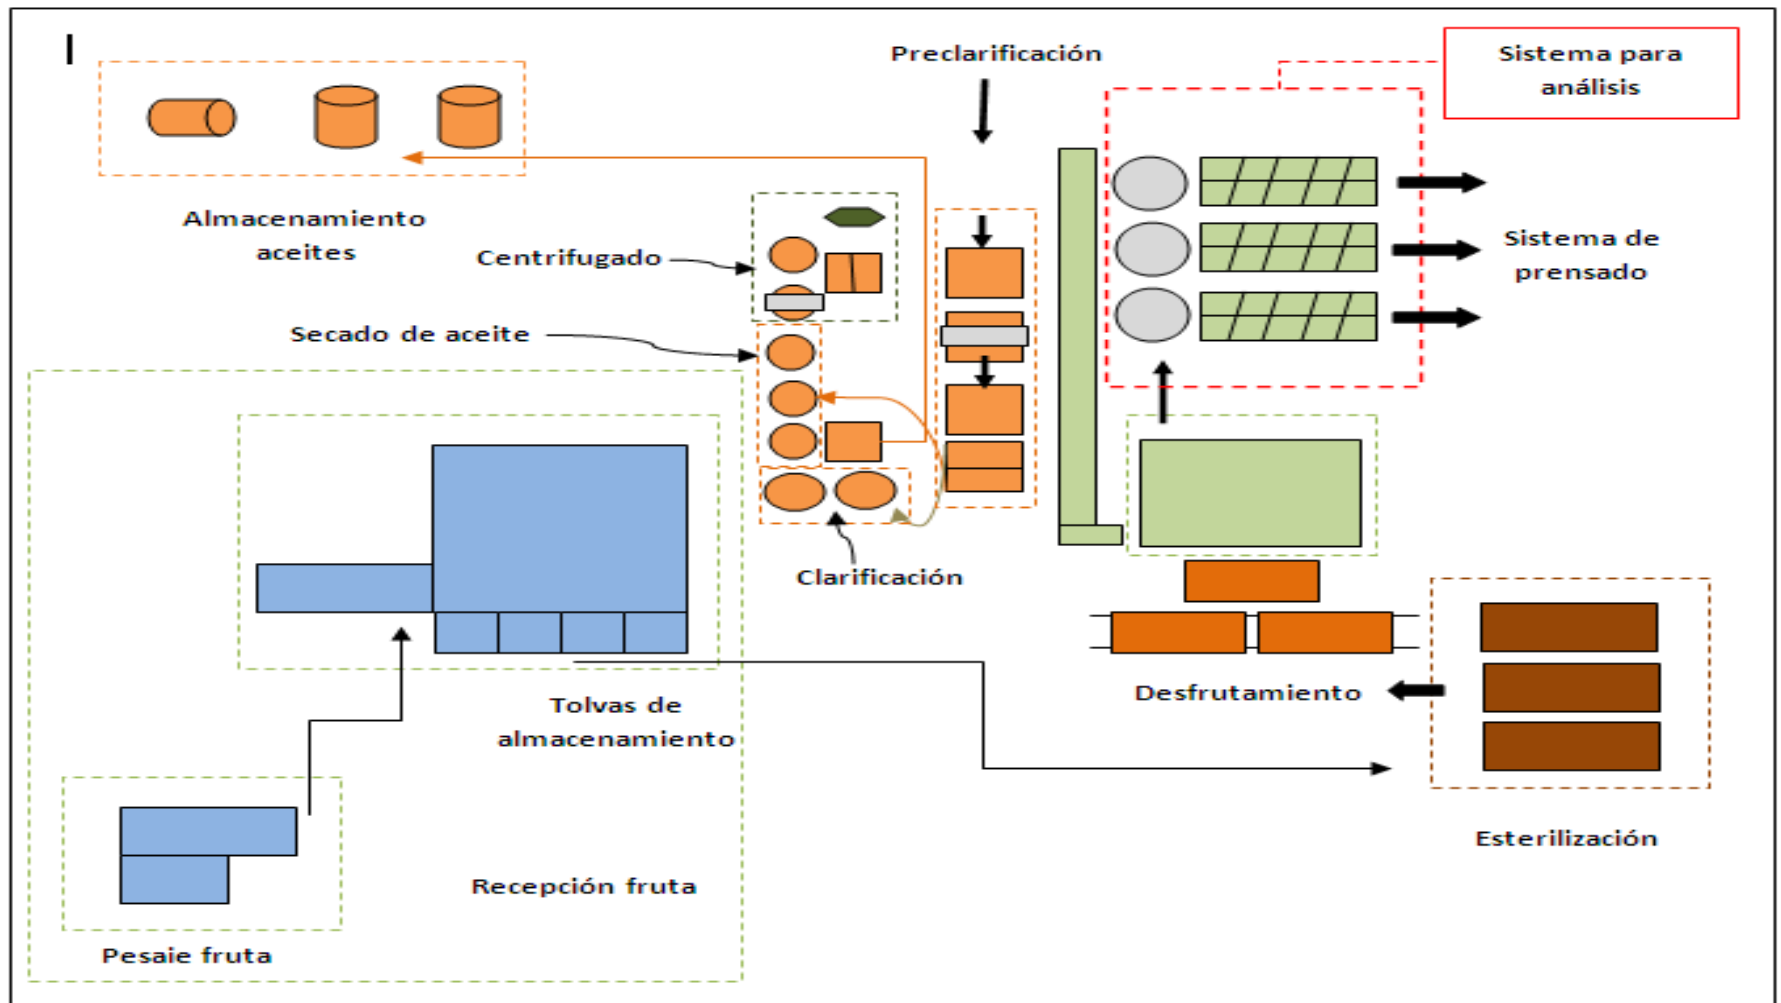 I
Preclarificación
Sistema para
análisis
Almacenamiento
aceites
Centrifugado
Sistema de
prensado
Secado de aceite
Clarificación
Desfrutamiento
Tolvas de
almacenamiento
Esterilización
Recepción fruta
Pesaie fruta